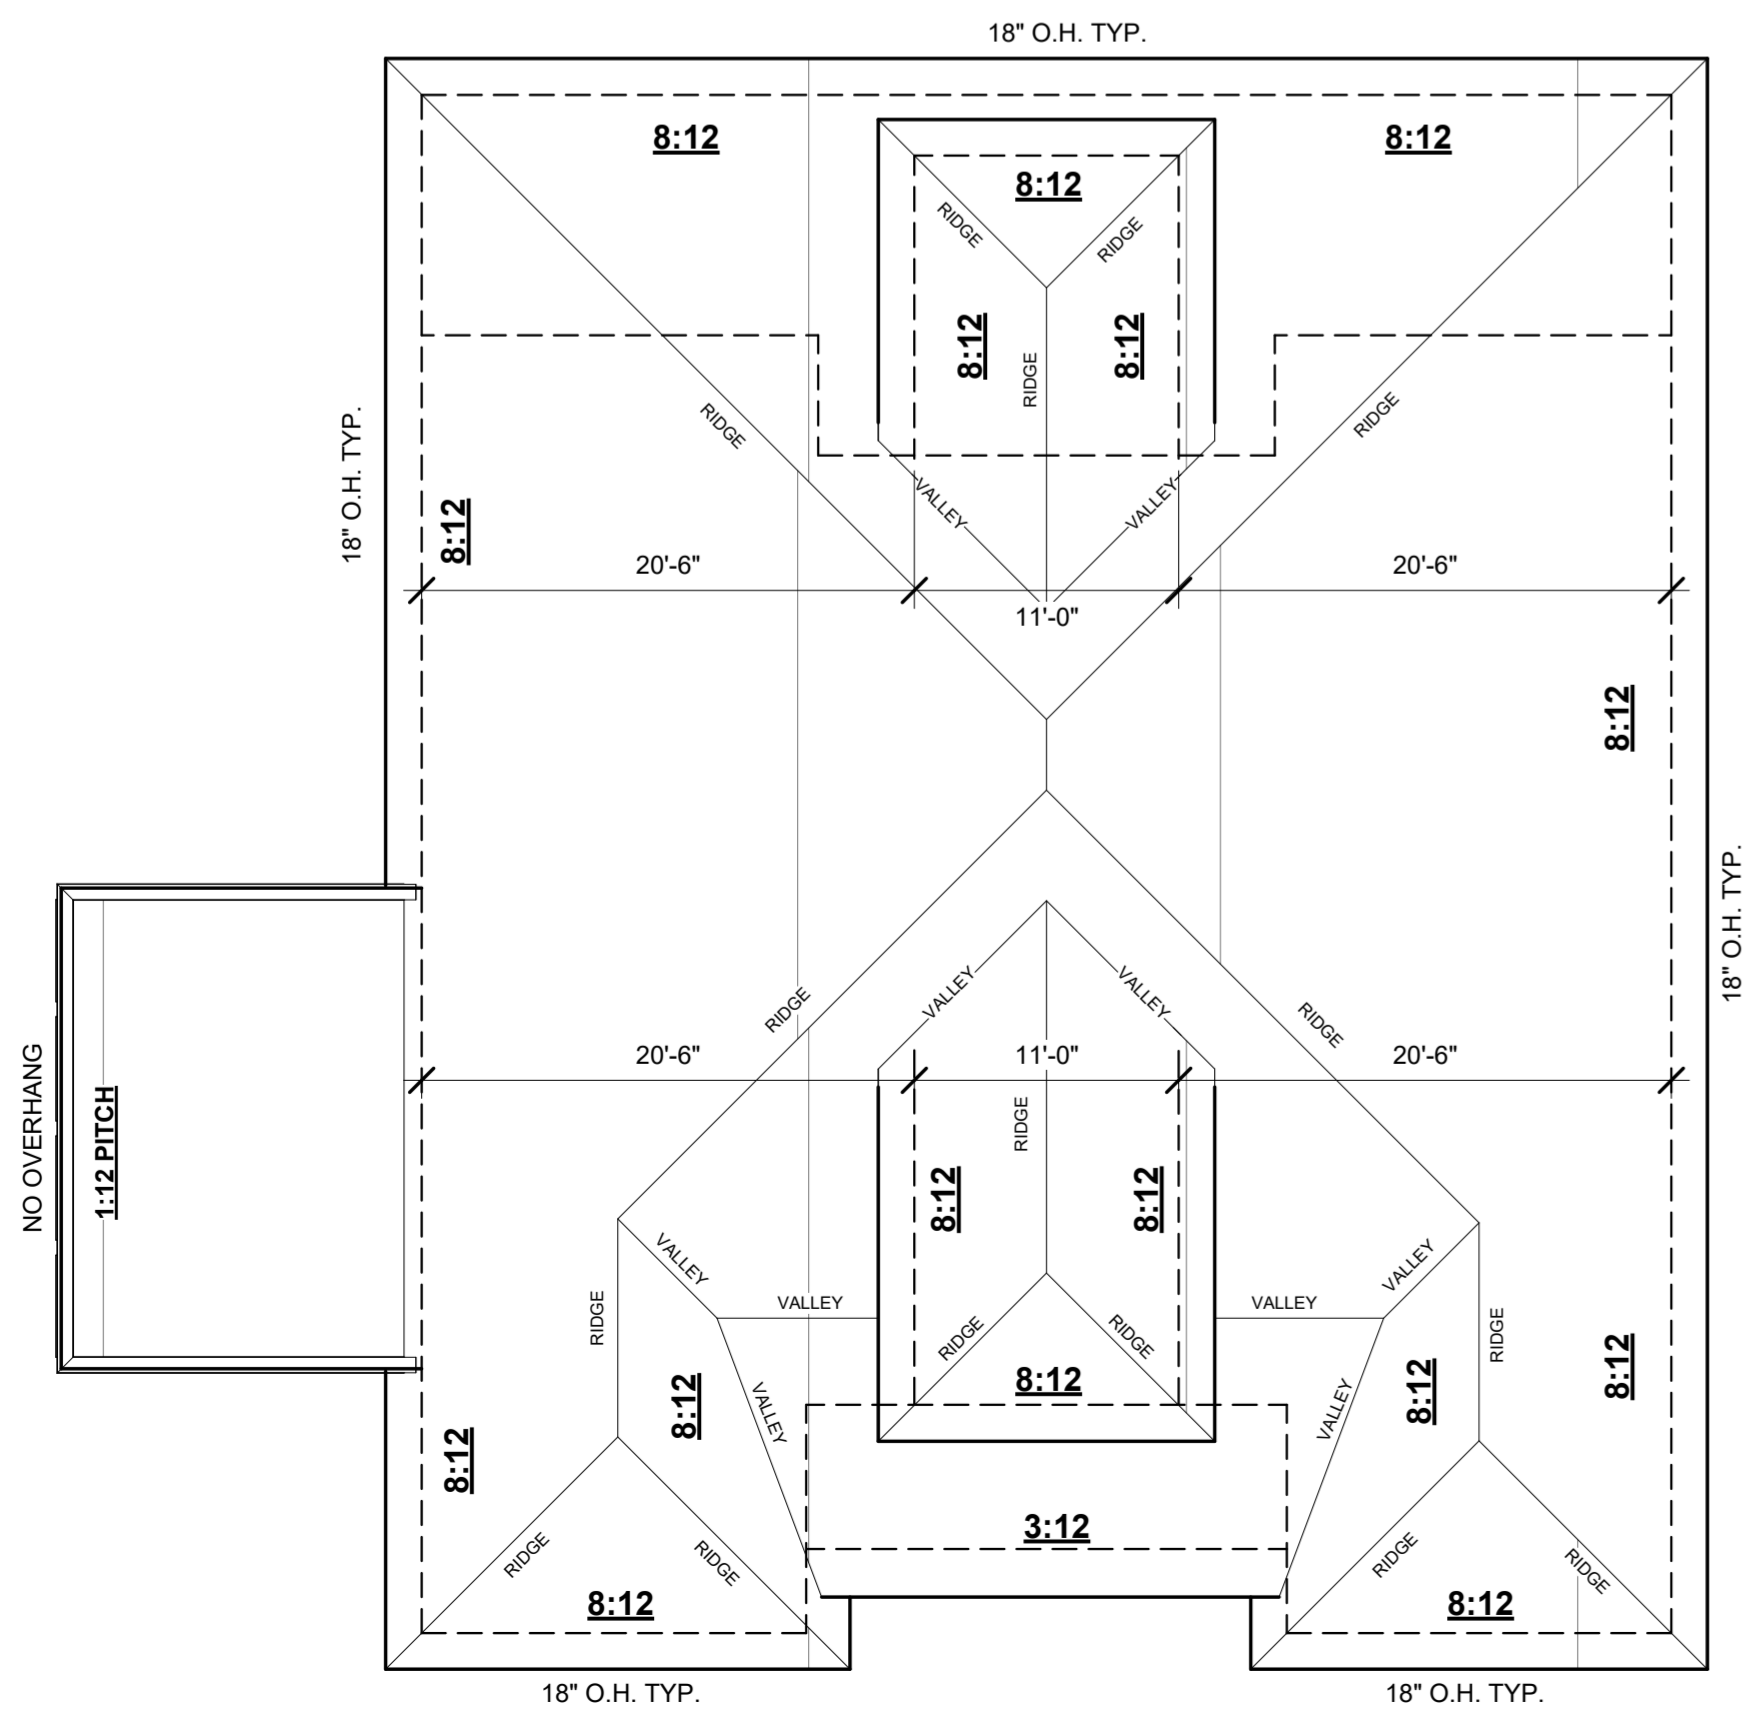 18" O.H. TYP.
8:12
8:12
8:12
RIDGE
RIDGE
8:12
8:12
RIDGE
RIDGE
RIDGE
18" O.H. TYP.
8:12
VALLEY
VALLEY
20'-6"
20'-6"
11'-0"
8:12
18" O.H. TYP.
VALLEY
VALLEY
RIDGE
RIDGE
20'-6"
11'-0"
20'-6"
NO OVERHANG
1:12 PITCH
RIDGE
8:12
8:12
VALLEY
VALLEY
VALLEY
VALLEY
RIDGE
RIDGE
RIDGE
RIDGE
8:12
8:12
8:12
8:12
VALLEY
VALLEY
8:12
3:12
RIDGE
RIDGE
RIDGE
RIDGE
8:12
8:12
18" O.H. TYP.
18" O.H. TYP.